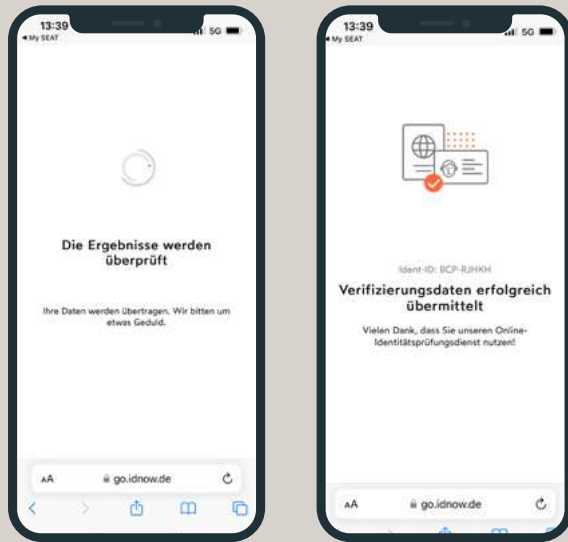 13:39
5G
◀ My SEAT
Die Ergebnisse werden
überprüft
Ihre Daten werden übertragen. Wir bitten um
etwas Geduld.
AA
go.idnow.de
13:39
5G
◀ My SEAT
Ident-ID: BCP-RJHKH
Verifizierungsdaten erfolgreich
übermittelt
Vielen Dank, dass Sie unseren Online-
Identitätsprüfungsdienst nutzen!
AA
go.idnow.de